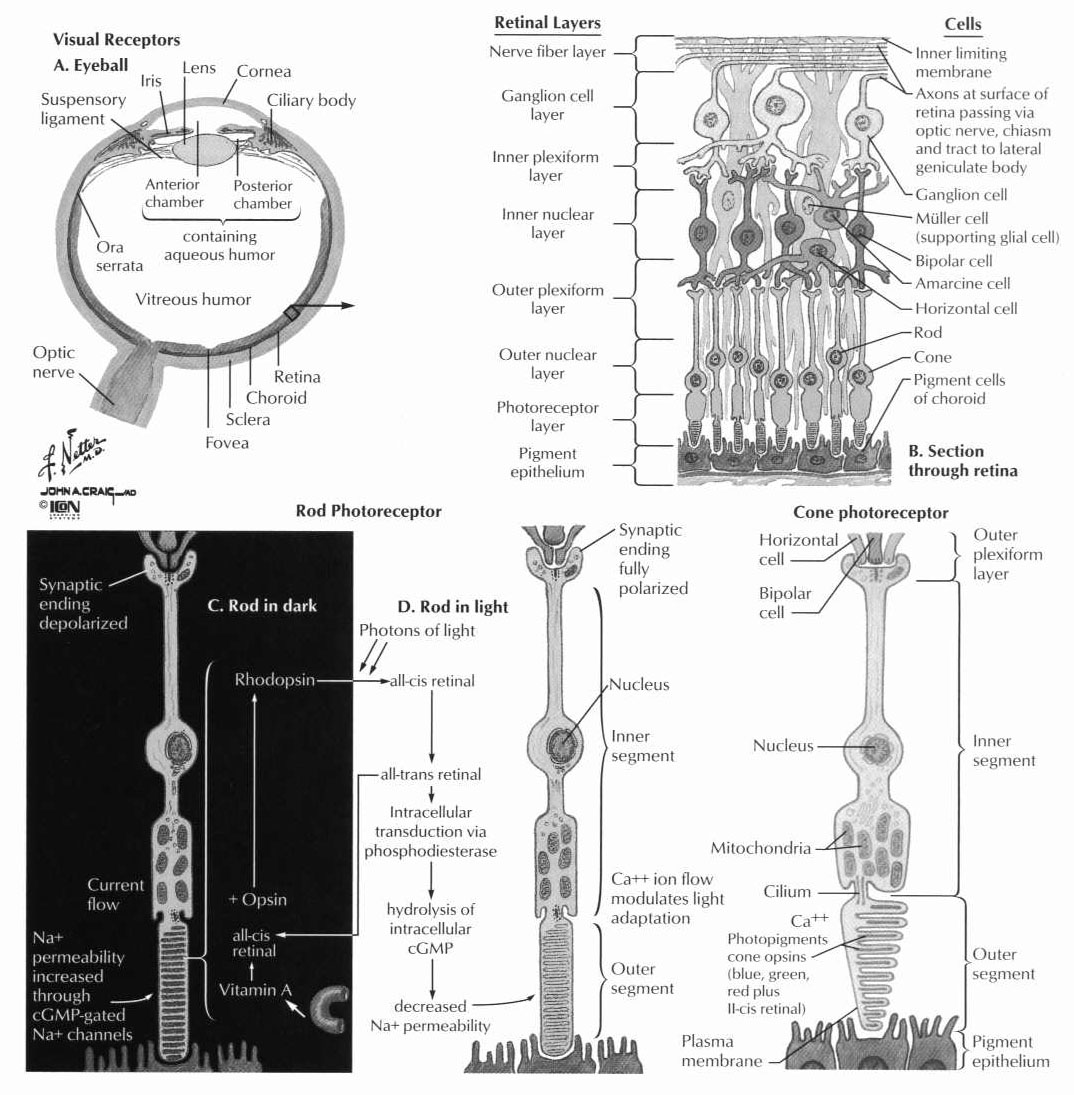 Visual Receptors
A. Eyeball
Iris
Lens
Cornea
Suspensory
ligament
Ciliary body
Anterior
chamber
Posterior
chamber
containing
aqueous humor
Ora
serrata
Vitreous humor
Optic
nerve
Retina
Choroid
Sclera
Fovea
F. Netter
M.D.
JOHN A. CRAIG—AD
© ICON
LEARNING
SYSTEMS
Retinal Layers
Nerve fiber layer
Ganglion cell
layer
Inner plexiform
layer
Inner nuclear
layer
Outer plexiform
layer
Outer nuclear
layer
Photoreceptor
layer
Pigment
epithelium
Cells
Inner limiting
membrane
Axons at surface of
retina passing via
optic nerve, chiasm
and tract to lateral
geniculate body
Ganglion cell
Müller cell
(supporting glial cell)
Bipolar cell
Amarcine cell
Horizontal cell
Rod
Cone
Pigment cells
of choroid
B. Section
through retina
Rod Photoreceptor
Synaptic
ending
depolarized
C. Rod in dark
Rhodopsin
+ Opsin
all-cis
retinal
Vitamin A
Current
flow
Na+
permeability
increased
through
cGMP-gated
Na+ channels
D. Rod in light
Photons of light
all-cis retinal
all-trans retinal
Intracellular
transduction via
phosphodiesterase
hydrolysis of
intracellular
cGMP
decreased
Na+ permeability
Synaptic
ending
fully
polarized
Nucleus
Inner
segment
Ca++ ion flow
modulates light
adaptation
Outer
segment
Cone photoreceptor
Horizontal
cell
Bipolar
cell
Outer
plexiform
layer
Nucleus
Inner
segment
Mitochondria
Cilium
Ca++
Photopigments
cone opsins
(blue, green,
red plus
II-cis retinal)
Outer
segment
Plasma
membrane
Pigment
epithelium